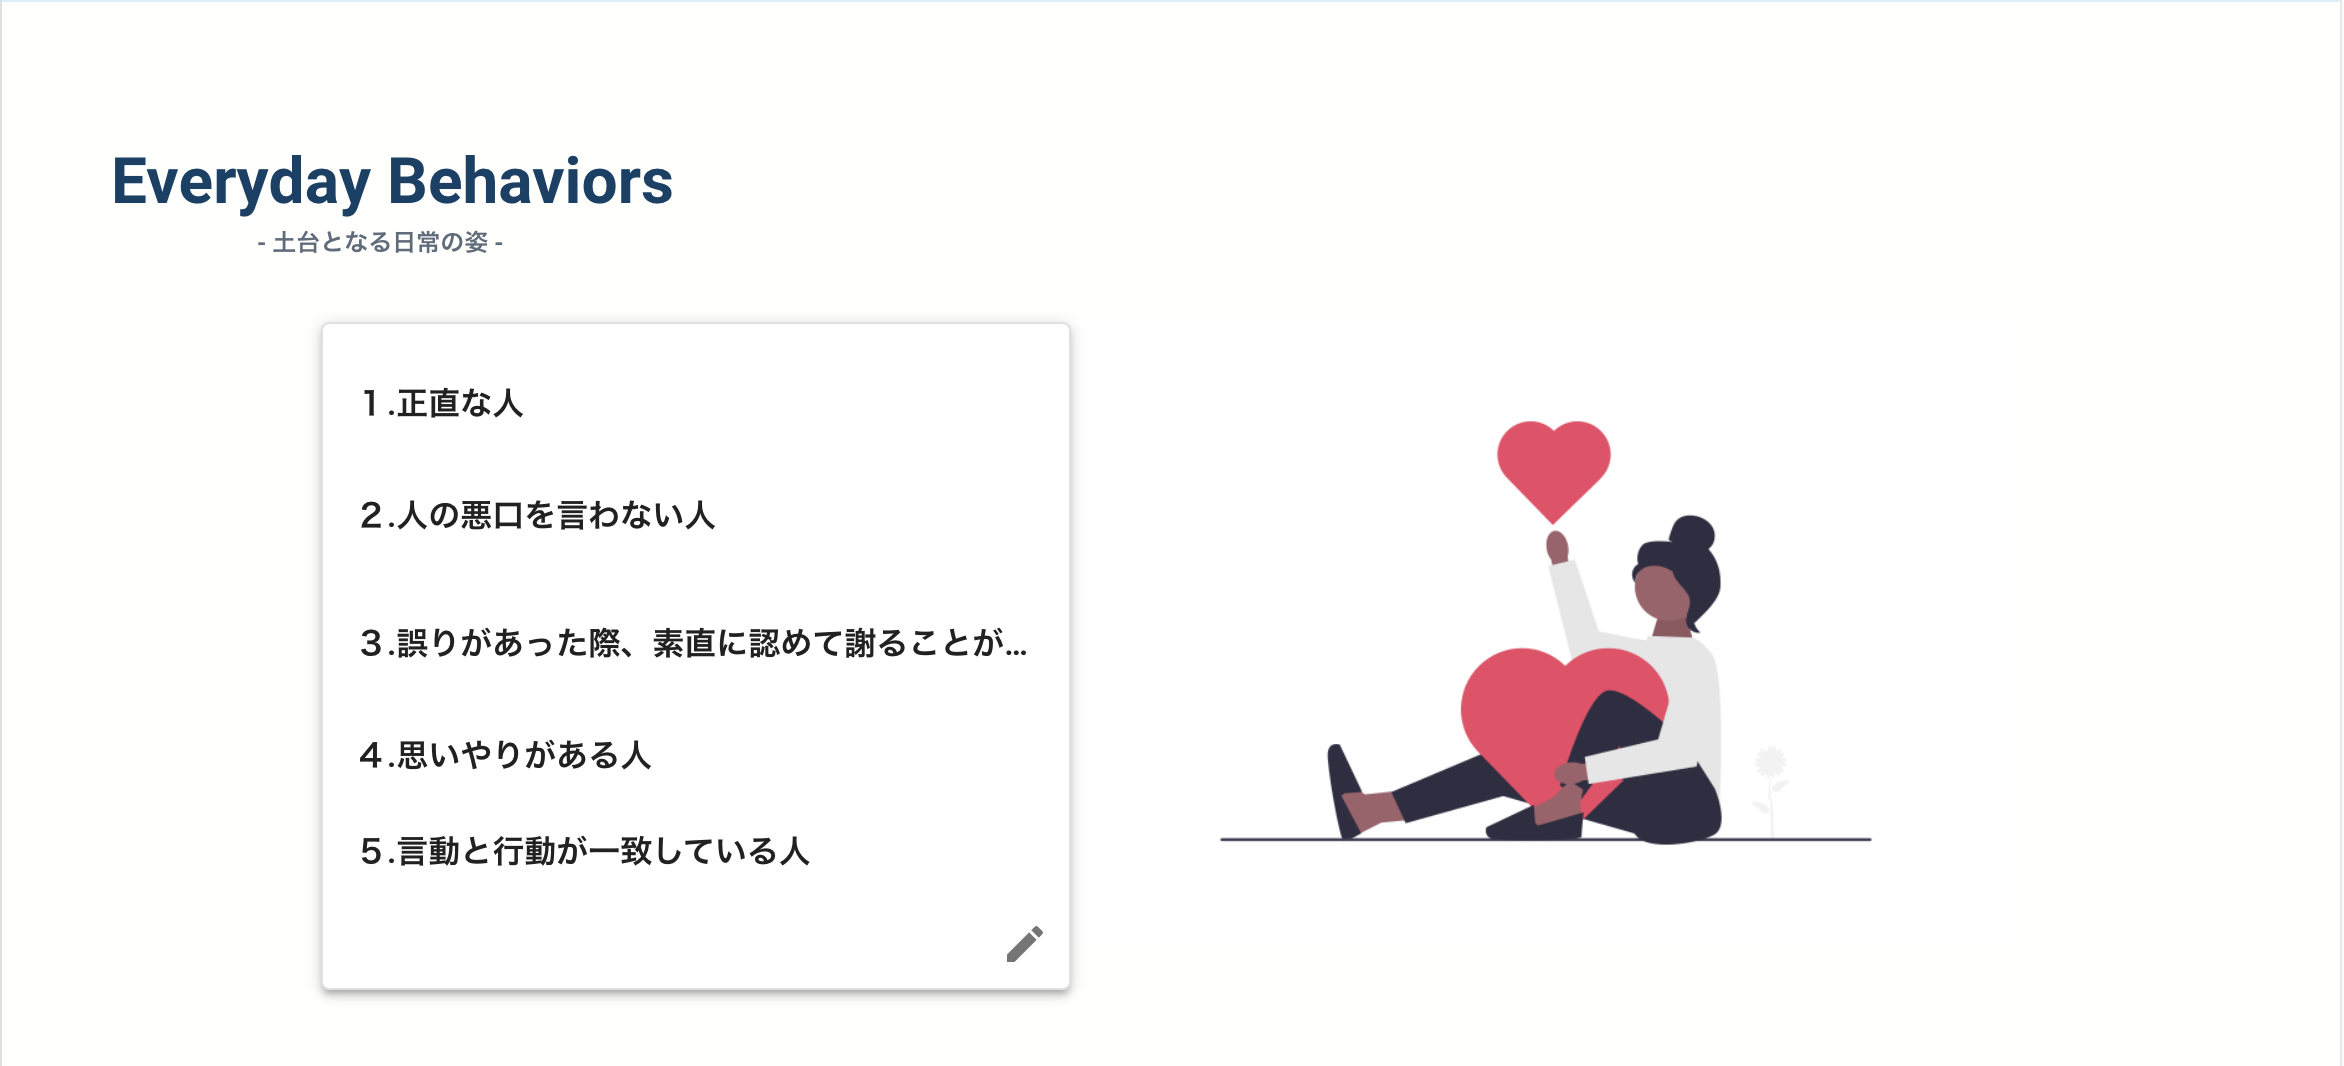 Everyday Behaviors
- 土台となる日常の姿 -
１.正直な人
２.人の悪口を言わない人
３.誤りがあった際、素直に認めて謝ることが...
４.思いやりがある人
５.言動と行動が一致している人